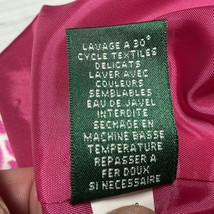 LAVAGE A 30°
CYCLE TEXTILES
DELICATS
LAVER AVEC
COULEURS
SEMBLABLES
EAU DE JAVEL
INTERDITE
SECHAGE EN
MACHINE BASSE
TEMPERATURE
REPASSER A
FER DOUX
SI NECESSAIRE